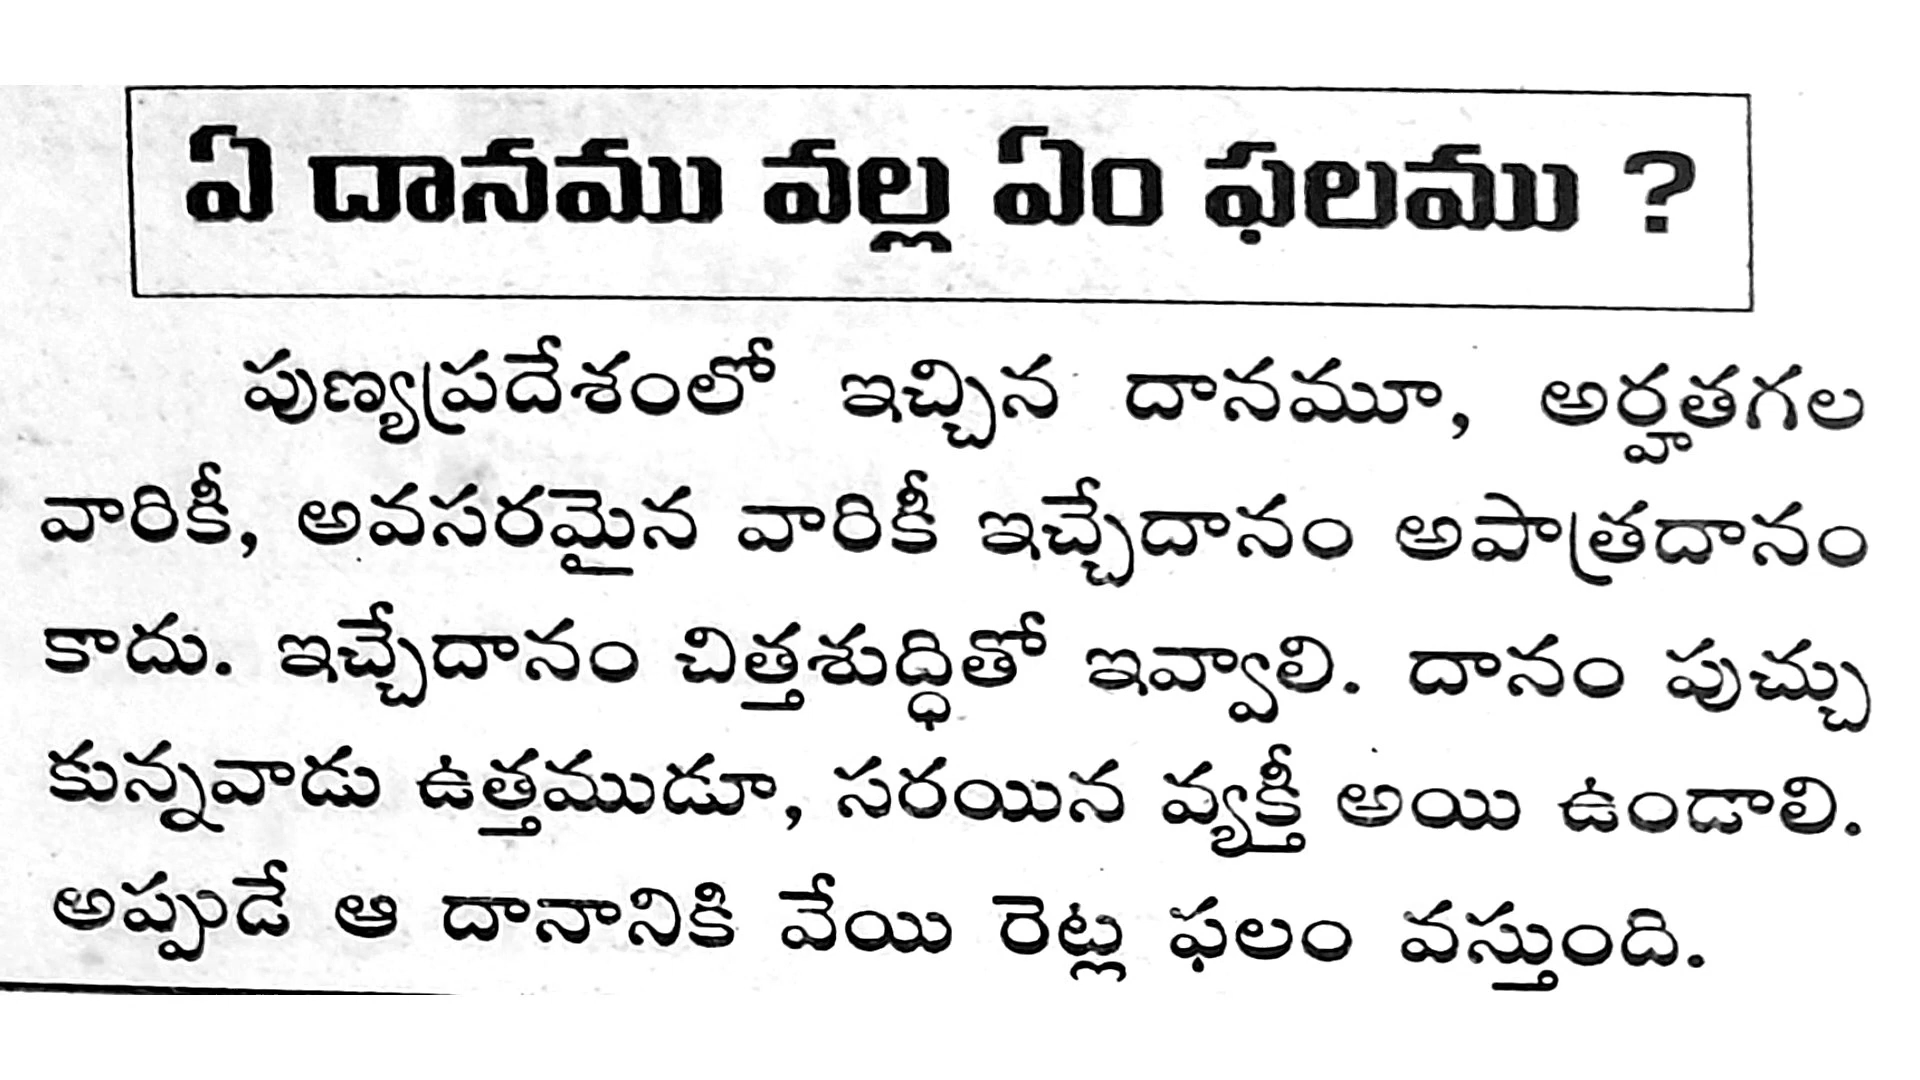 ఏ దానము వల్ల ఏం ఫలము ?
పుణ్యప్రదేశంలో ఇచ్చిన దానమూ, అర్హతగల
వారికీ, అవసరమైన వారికీ ఇచ్చేదానం అపాత్రదానం
కాదు. ఇచ్చేదానం చిత్తశుద్ధితో ఇవ్వాలి. దానం పుచ్చు
కున్నవాడు ఉత్తముడూ, సరయిన వ్యక్తీ అయి ఉండాలి.
అప్పుడే ఆ దానానికి వేయి రెట్ల ఫలం వస్తుంది.